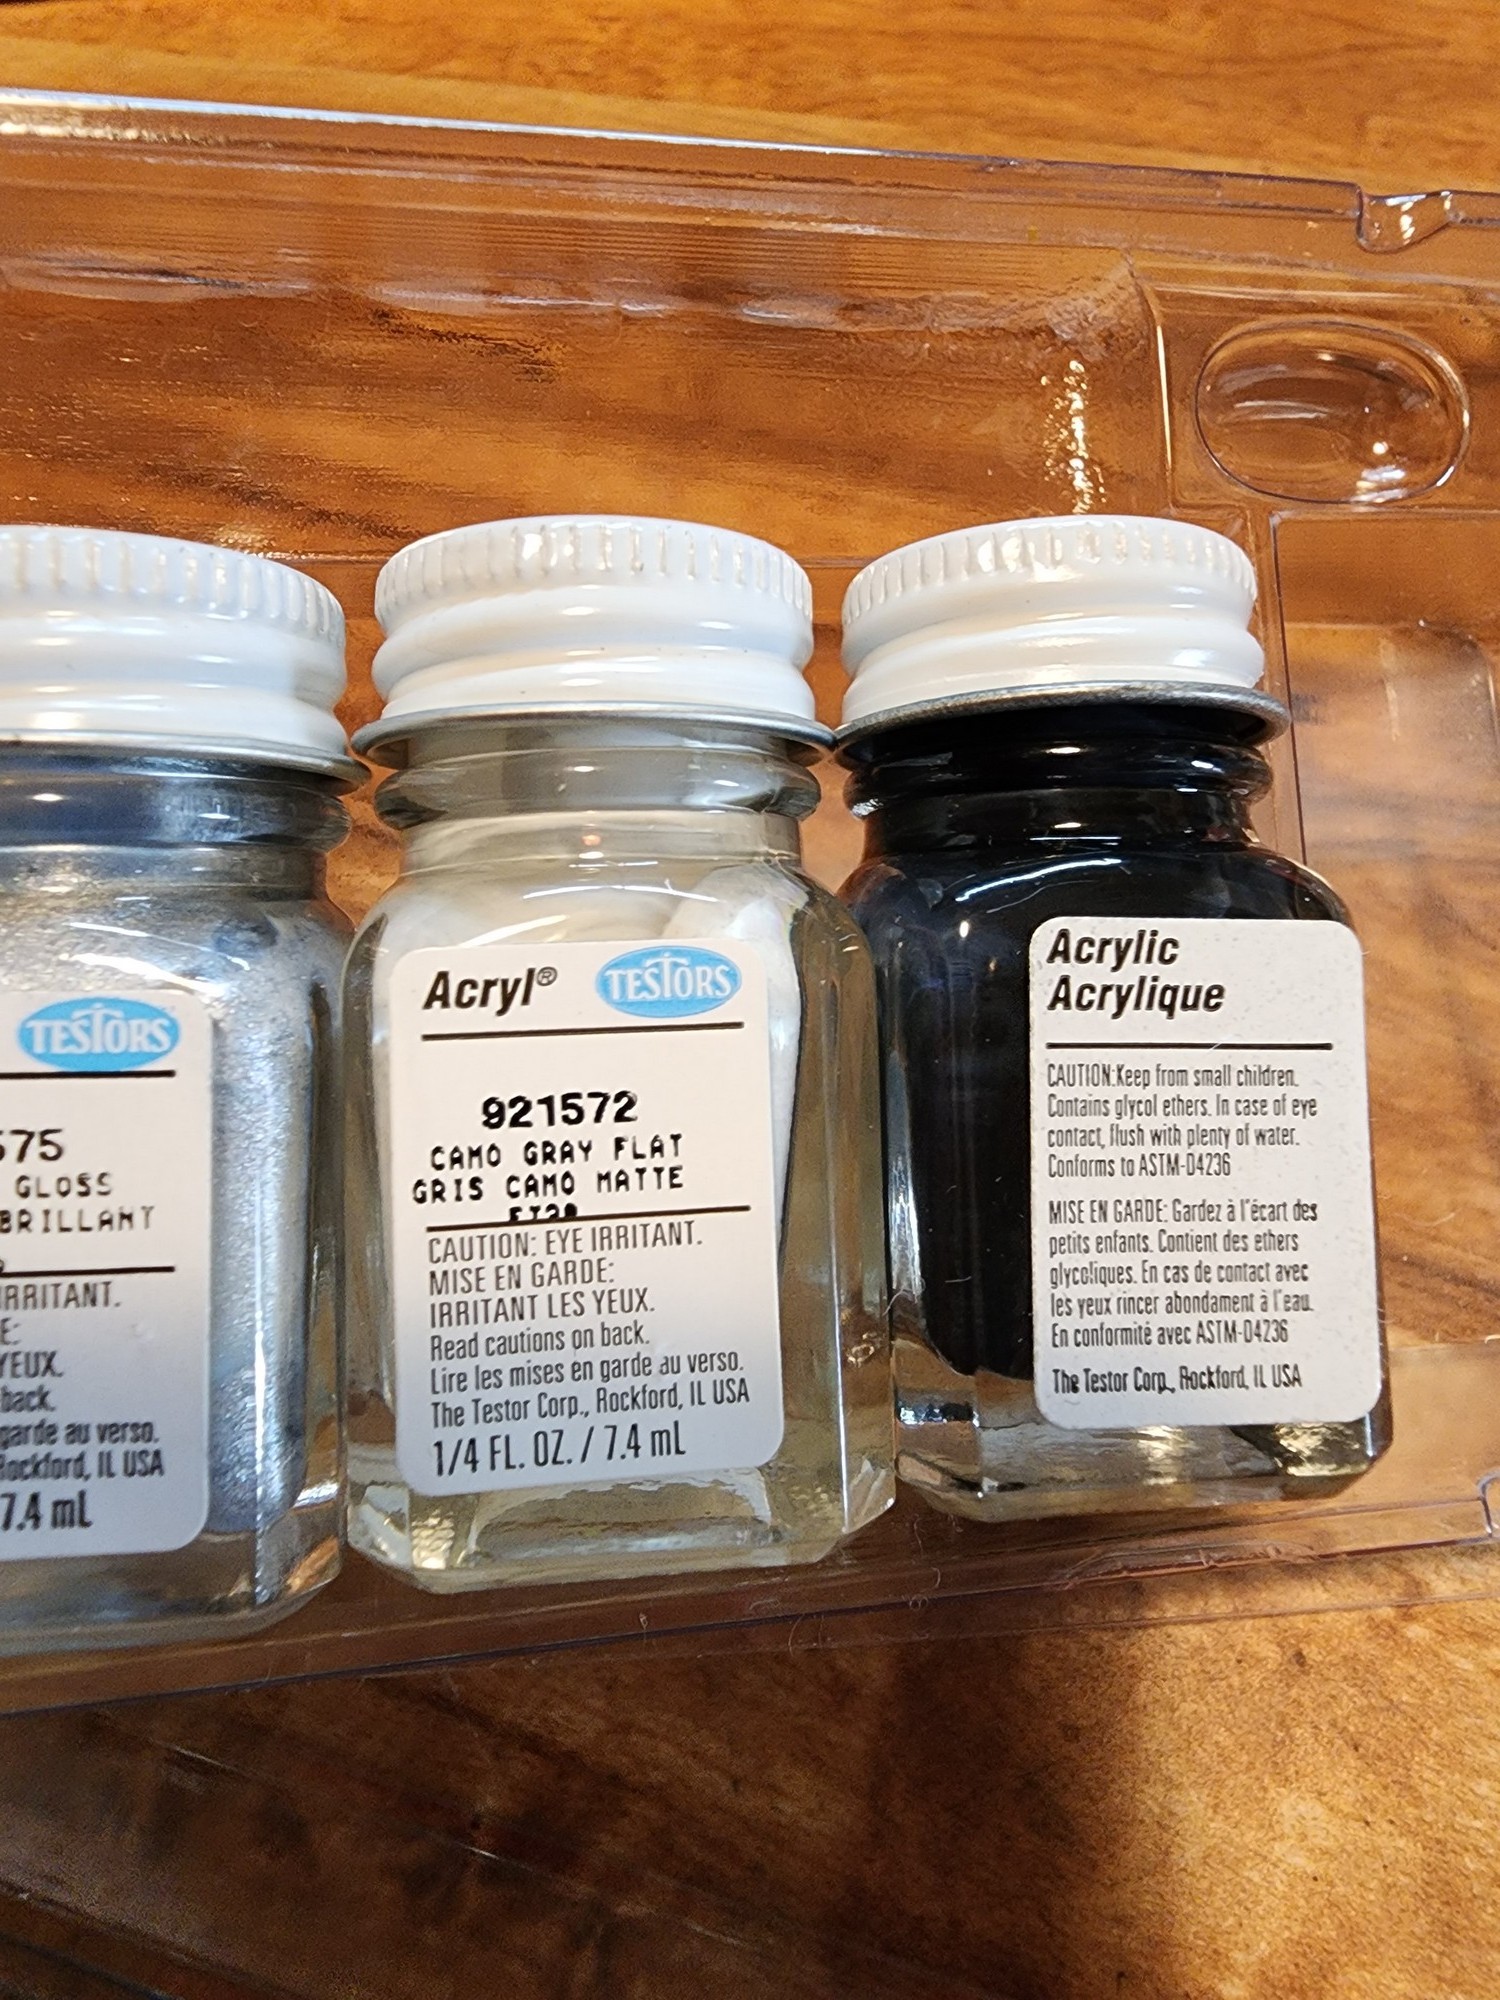 TESTORS
575
GLOSS
BRILLANT
IRRITANT.
YEUX.
back.
garde au verso.
Rockford, IL USA
7.4 mL
Acryl® TESTORS
921572
CAMO GRAY FLAT
GRIS CAMO MATTE
CAUTION: EYE IRRITANT.
MISE EN GARDE:
IRRITANT LES YEUX.
Read cautions on back.
Lire les mises en garde au verso.
The Testor Corp., Rockford, IL USA
1/4 FL. OZ. / 7.4 mL
Acrylic
Acrylique
CAUTION:Keep from small children.
Contains glycol ethers. In case of eye
contact, flush with plenty of water.
Conforms to ASTM-D4236
MISE EN GARDE: Gardez à l'écart des
petits enfants. Contient des ethers
glycoliques. En cas de contact avec
les yeux rincer abondament à l'eau.
En conformité avec ASTM-D4236
The Testor Corp., Rockford, IL USA